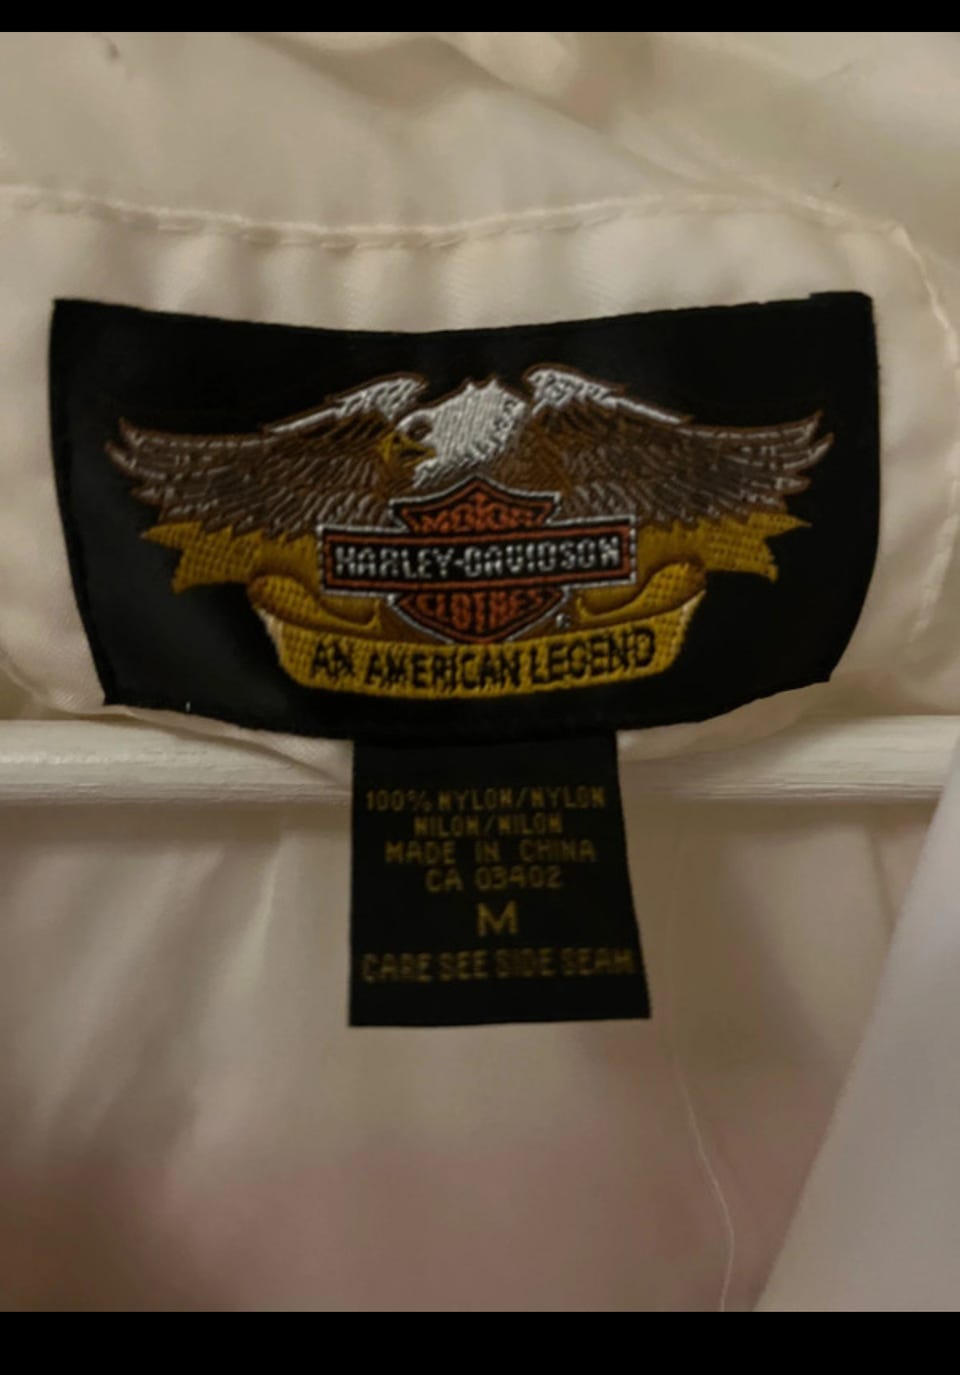 MOTOR
HARLEY-DAVIDSON
CLOTHES
®
AN AMERICAN LEGEND
100% NYLON/NYLON
NILON/NILON
MADE IN CHINA
CA 03402
M
CARE SEE SIDE SEAM